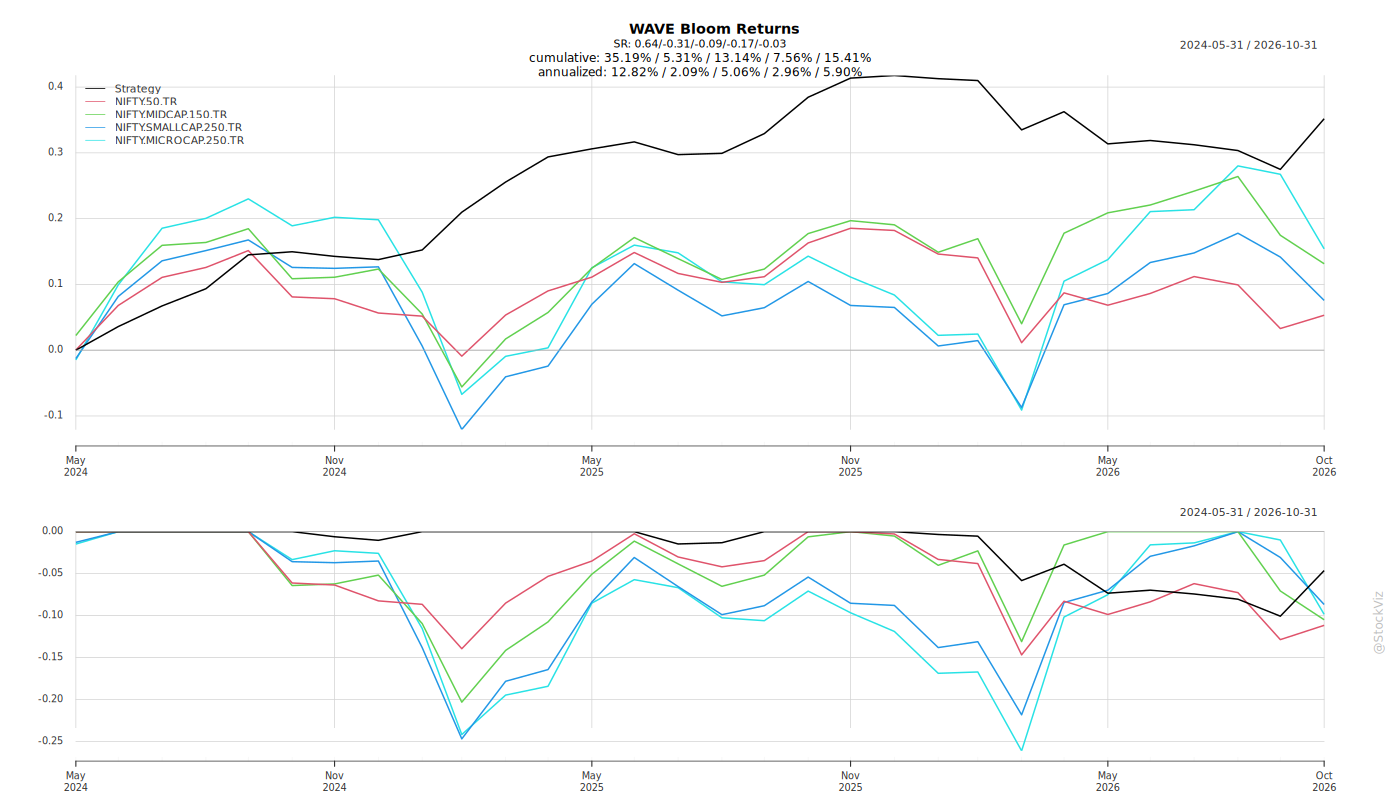 WAVE Bloom Returns
SR: 0.64/-0.31/-0.09/-0.17/-0.03
cumulative: 35.19% / 5.31% / 13.14% / 7.56% / 15.41%
annualized: 12.82% / 2.09% / 5.06% / 2.96% / 5.90%
2024-05-31 / 2026-10-31
Strategy
NIFTY.50.TR
NIFTY.MIDCAP.150.TR
NIFTY.SMALLCAP.250.TR
NIFTY.MICROCAP.250.TR
0.4
0.3
0.2
0.1
0.0
-0.1
May Nov May Nov May Oct
2024 2024 2025 2025 2026 2026
2024-05-31 / 2026-10-31
0.00
-0.05
-0.10
-0.15
-0.20
-0.25
May Nov May Nov May Oct
2024 2024 2025 2025 2026 2026
@StockViz